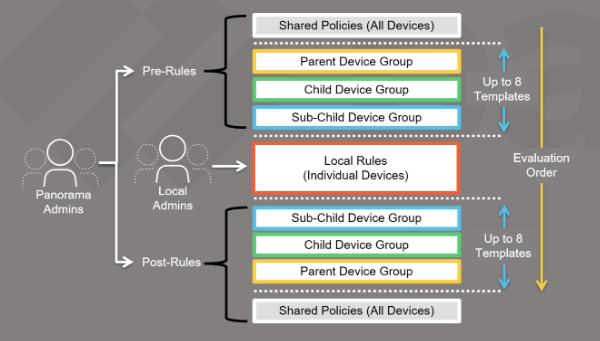 Shared Policies (All Devices)
Parent Device Group
Pre-Rules
Child Device Group
Up to 8
Templates
Sub-Child Device Group
Panorama
Admins
Local
Admins
Local Rules
(Individual Devices)
Evaluation
Order
Sub-Child Device Group
Post-Rules
Child Device Group
Up to 8
Templates
Parent Device Group
Shared Policies (All Devices)